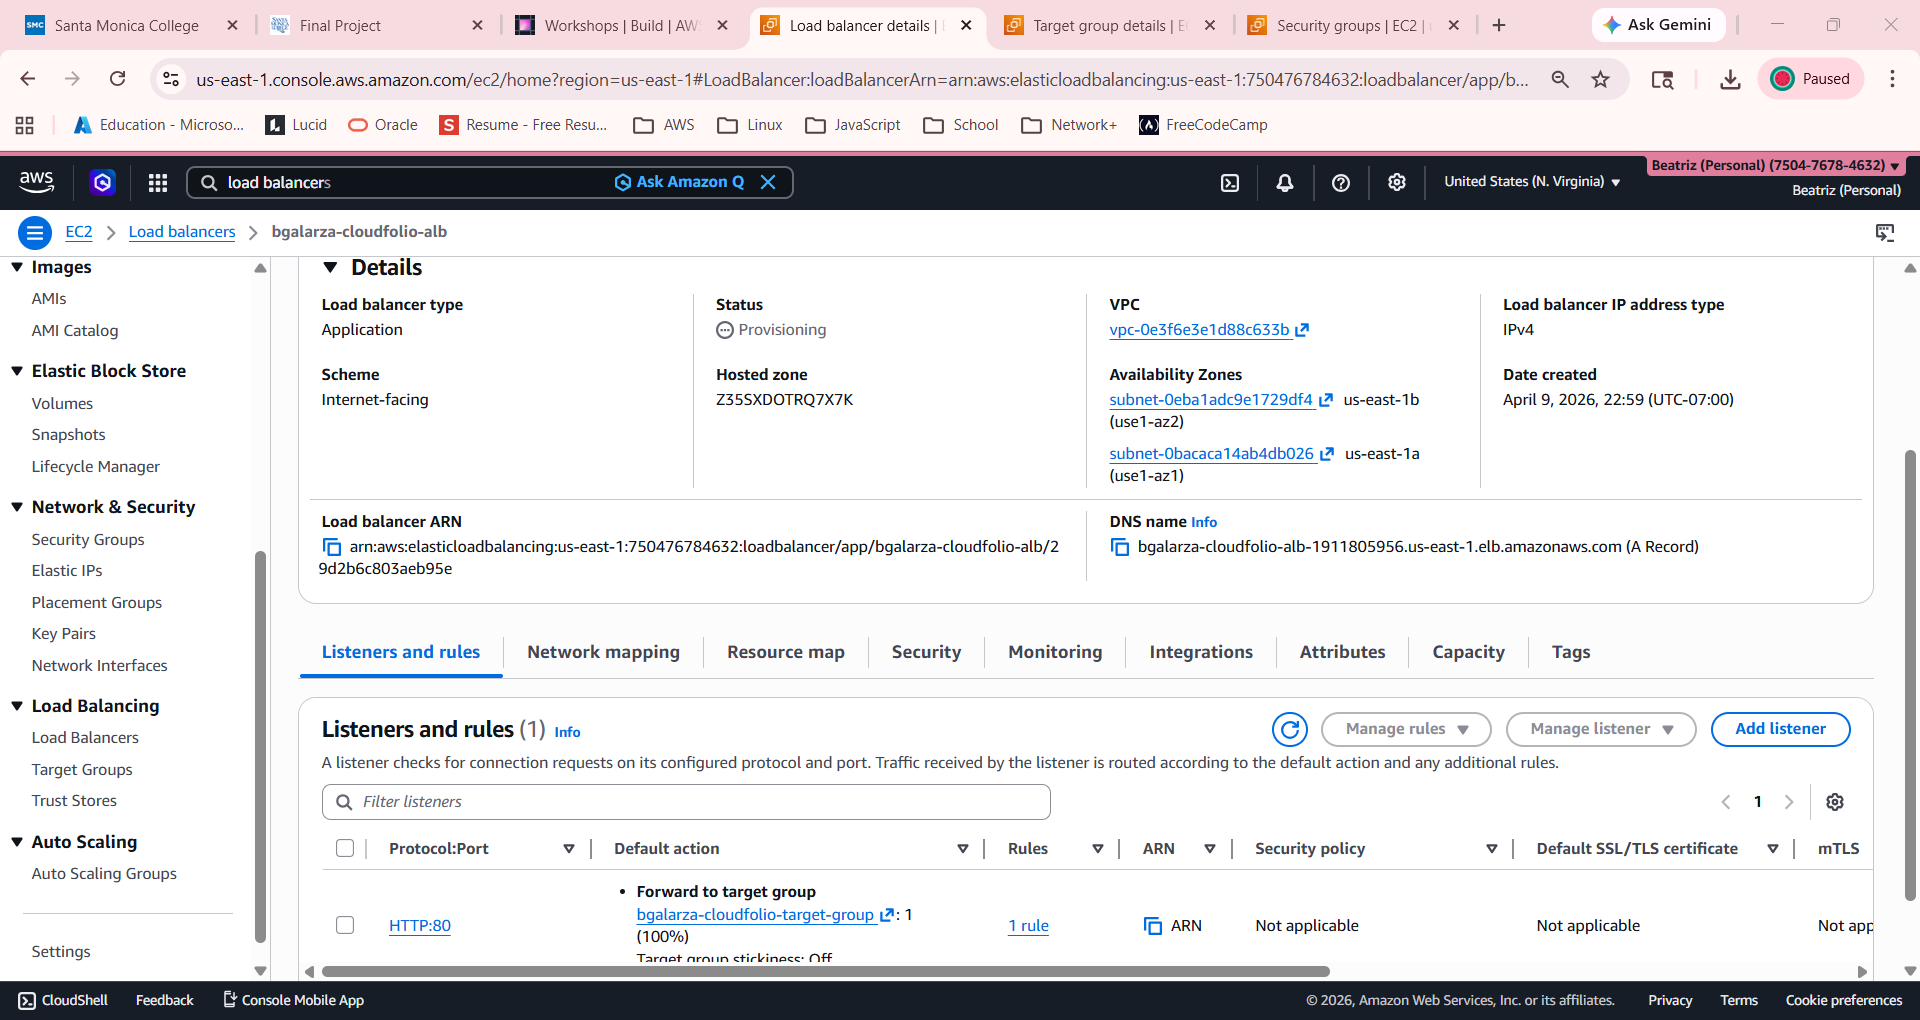 Santa Monica College
Final Project
Workshops | Build | AW
Load balancer details |
Target group details | E
Security groups | EC2 |
Ask Gemini
us-east-1.console.aws.amazon.com/ec2/home?region=us-east-1#LoadBalancer:loadBalancerArn=arn:aws:elasticloadbalancing:us-east-1:750476784632:loadbalancer/app/b...
Paused
Education - Microso...
Lucid
Oracle
Resume - Free Resu...
AWS
Linux
JavaScript
School
Network+
FreeCodeCamp
aws
load balancers
Ask Amazon Q
United States (N. Virginia)
Beatriz (Personal) (7504-7678-4632)
Beatriz (Personal)
EC2
Load balancers
bgalarza-cloudfolio-alb
Images
AMIs
AMI Catalog
Elastic Block Store
Volumes
Snapshots
Lifecycle Manager
Network & Security
Security Groups
Elastic IPs
Placement Groups
Key Pairs
Network Interfaces
Load Balancing
Load Balancers
Target Groups
Trust Stores
Auto Scaling
Auto Scaling Groups
Settings
Details
Load balancer type
Application
Status
Provisioning
VPC
vpc-0e3f6e3e1d88c633b
Load balancer IP address type
IPv4
Scheme
Internet-facing
Hosted zone
Z35SXDOTRQ7X7K
Availability Zones
subnet-0eba1adc9e1729df4 us-east-1b
(use1-az2)
subnet-0bacaca14ab4db026 us-east-1a
(use1-az1)
Date created
April 9, 2026, 22:59 (UTC-07:00)
Load balancer ARN
arn:aws:elasticloadbalancing:us-east-1:750476784632:loadbalancer/app/bgalarza-cloudfolio-alb/2
9d2b6c803aeb95e
DNS name Info
bgalarza-cloudfolio-alb-1911805956.us-east-1.elb.amazonaws.com (A Record)
Listeners and rules
Network mapping
Resource map
Security
Monitoring
Integrations
Attributes
Capacity
Tags
Listeners and rules (1) Info
Manage rules
Manage listener
Add listener
A listener checks for connection requests on its configured protocol and port. Traffic received by the listener is routed according to the default action and any additional rules.
Filter listeners
1
Protocol:Port
Default action
Rules
ARN
Security policy
Default SSL/TLS certificate
mTLS
HTTP:80
• Forward to target group
bgalarza-cloudfolio-target-group : 1
(100%)
Target group stickiness: Off
1 rule
ARN
Not applicable
Not applicable
Not app
CloudShell
Feedback
Console Mobile App
© 2026, Amazon Web Services, Inc. or its affiliates.
Privacy
Terms
Cookie preferences